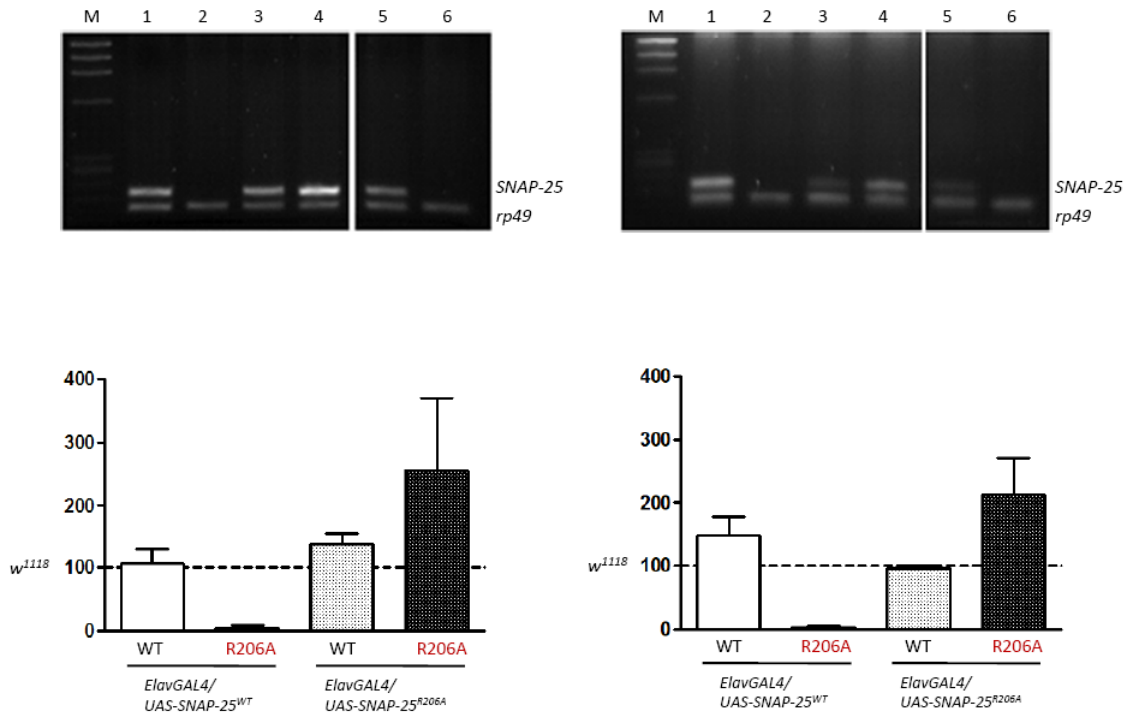 M 1 2 3 4 5 6
SNAP-25
rp49
M 1 2 3 4 5 6
SNAP-25
rp49
400
300
200
100
0
w1118
WT R206A WT R206A
ElavGAL4/
UAS-SNAP-25WT
ElavGAL4/
UAS-SNAP-25R206A
400
300
200
100
0
w1118
WT R206A WT R206A
ElavGAL4/
UAS-SNAP-25WT
ElavGAL4/
UAS-SNAP-25R206A